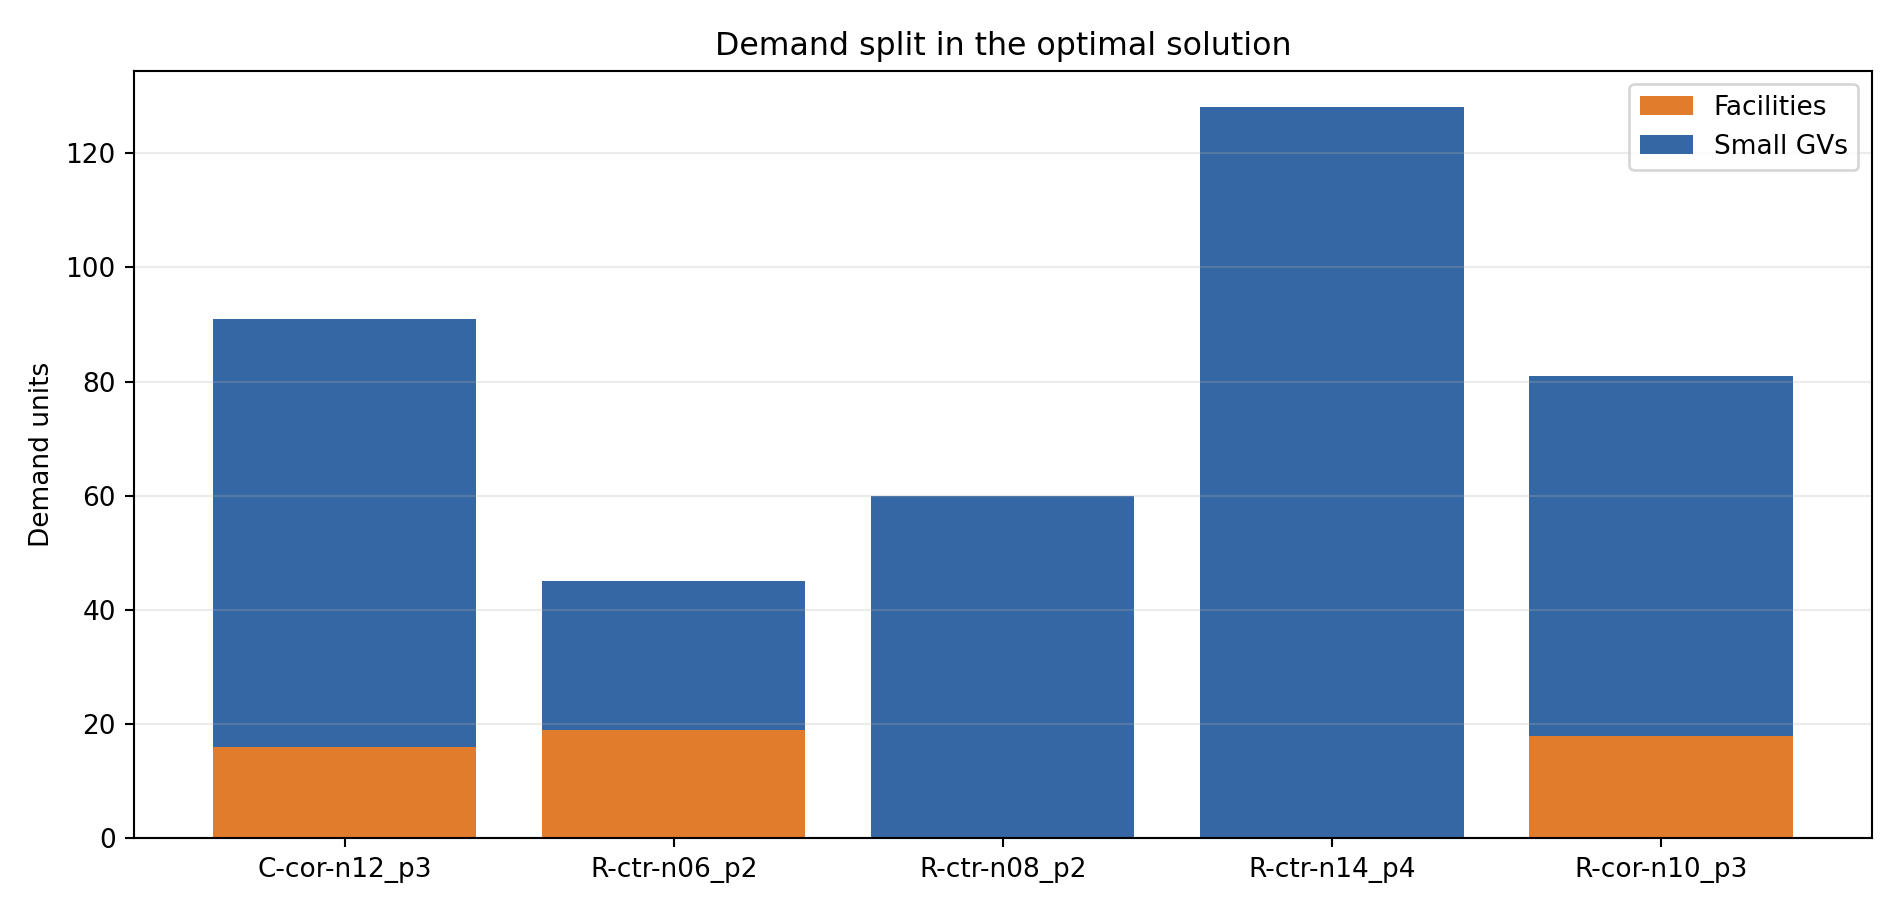 Demand split in the optimal solution
Facilities
Small GVs
Demand units
120
100
80
60
40
20
0
C-cor-n12_p3
R-ctr-n06_p2
R-ctr-n08_p2
R-ctr-n14_p4
R-cor-n10_p3